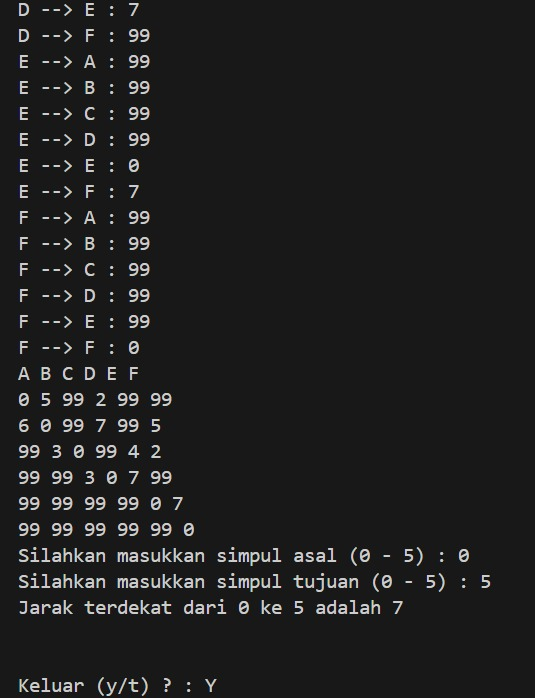 D --> E : 7
D --> F : 99
E --> A : 99
E --> B : 99
E --> C : 99
E --> D : 99
E --> E : 0
E --> F : 7
F --> A : 99
F --> B : 99
F --> C : 99
F --> D : 99
F --> E : 99
F --> F : 0
A B C D E F
0 5 99 2 99 99
6 0 99 7 99 5
99 3 0 99 4 2
99 99 3 0 7 99
99 99 99 99 0 7
99 99 99 99 99 0
Silahkan masukkan simpul asal (0 - 5) : 0
Silahkan masukkan simpul tujuan (0 - 5) : 5
Jarak terdekat dari 0 ke 5 adalah 7
Keluar (y/t) ? : Y